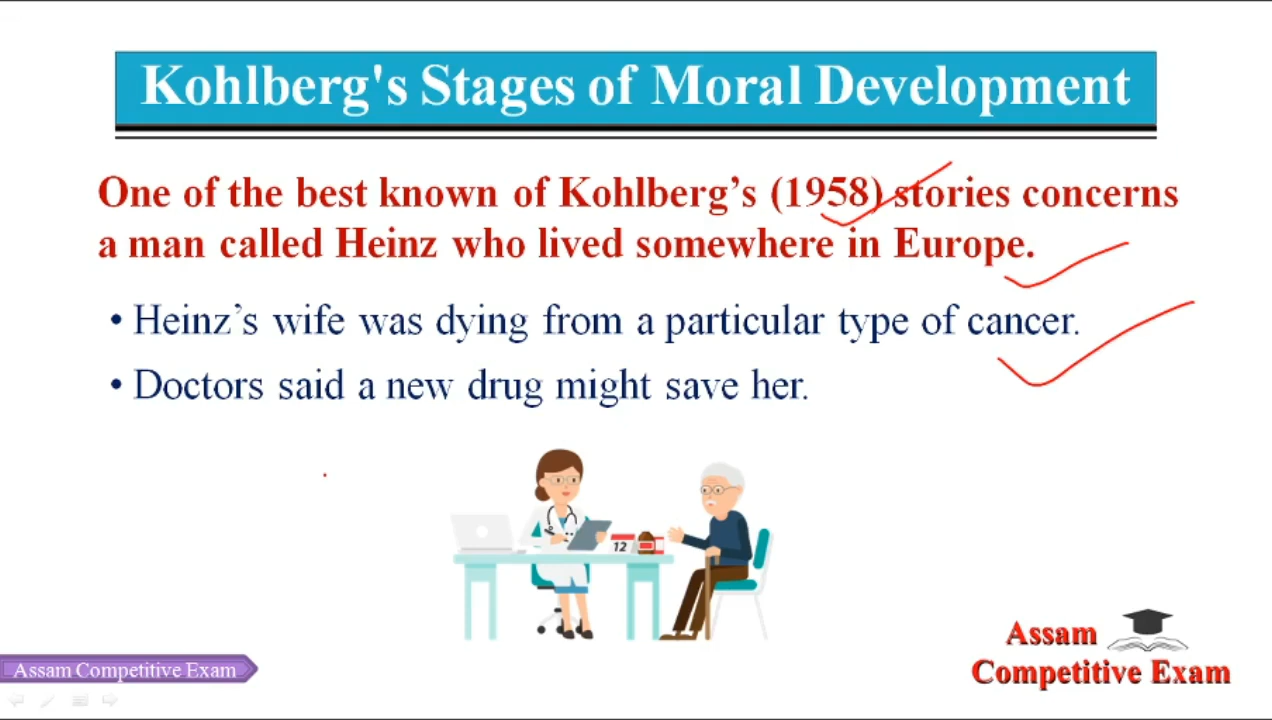 Kohlberg's Stages of Moral Development
One of the best known of Kohlberg’s (1958) stories concerns
a man called Heinz who lived somewhere in Europe.
• Heinz’s wife was dying from a particular type of cancer.
• Doctors said a new drug might save her.
12
Assam
Competitive Exam
Assam Competitive Exam